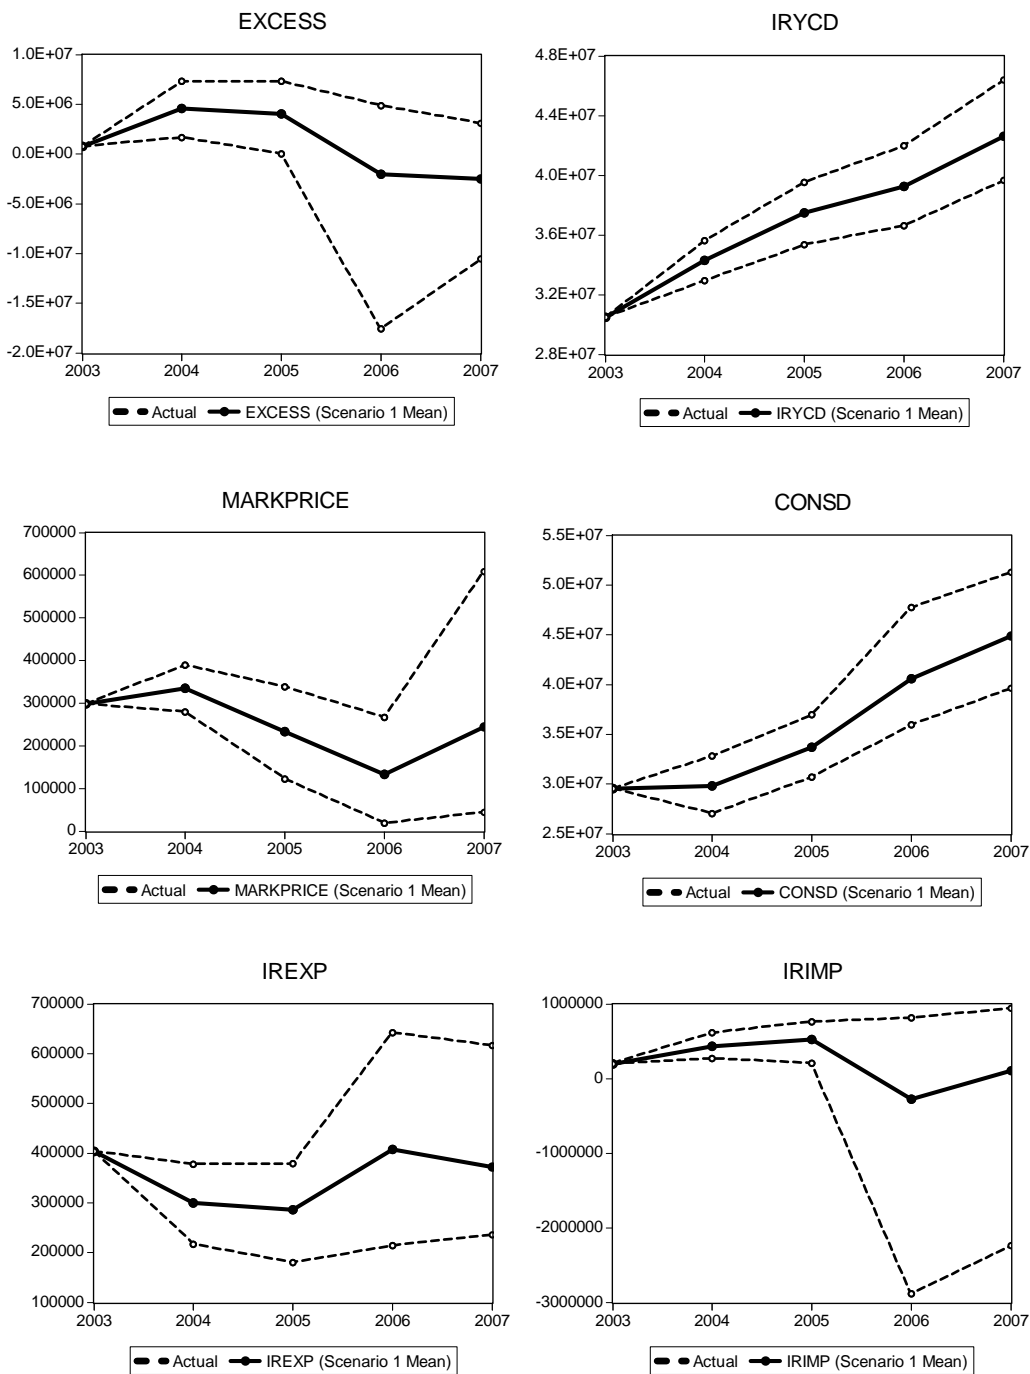 EXCESS
1.0E+07
5.0E+06
0.0E+00
-5.0E+06
-1.0E+07
-1.5E+07
-2.0E+07
2003 2004 2005 2006 2007
Actual EXCESS (Scenario 1 Mean)
IRYCD
4.8E+07
4.4E+07
4.0E+07
3.6E+07
3.2E+07
2.8E+07
2003 2004 2005 2006 2007
Actual IRYCD (Scenario 1 Mean)
MARKPRICE
700000
600000
500000
400000
300000
200000
100000
0
2003 2004 2005 2006 2007
Actual MARKPRICE (Scenario 1 Mean)
CONSD
5.5E+07
5.0E+07
4.5E+07
4.0E+07
3.5E+07
3.0E+07
2.5E+07
2003 2004 2005 2006 2007
Actual CONSD (Scenario 1 Mean)
IREXP
700000
600000
500000
400000
300000
200000
100000
2003 2004 2005 2006 2007
Actual IREXP (Scenario 1 Mean)
IRIMP
1000000
0
-1000000
-2000000
-3000000
2003 2004 2005 2006 2007
Actual IRIMP (Scenario 1 Mean)